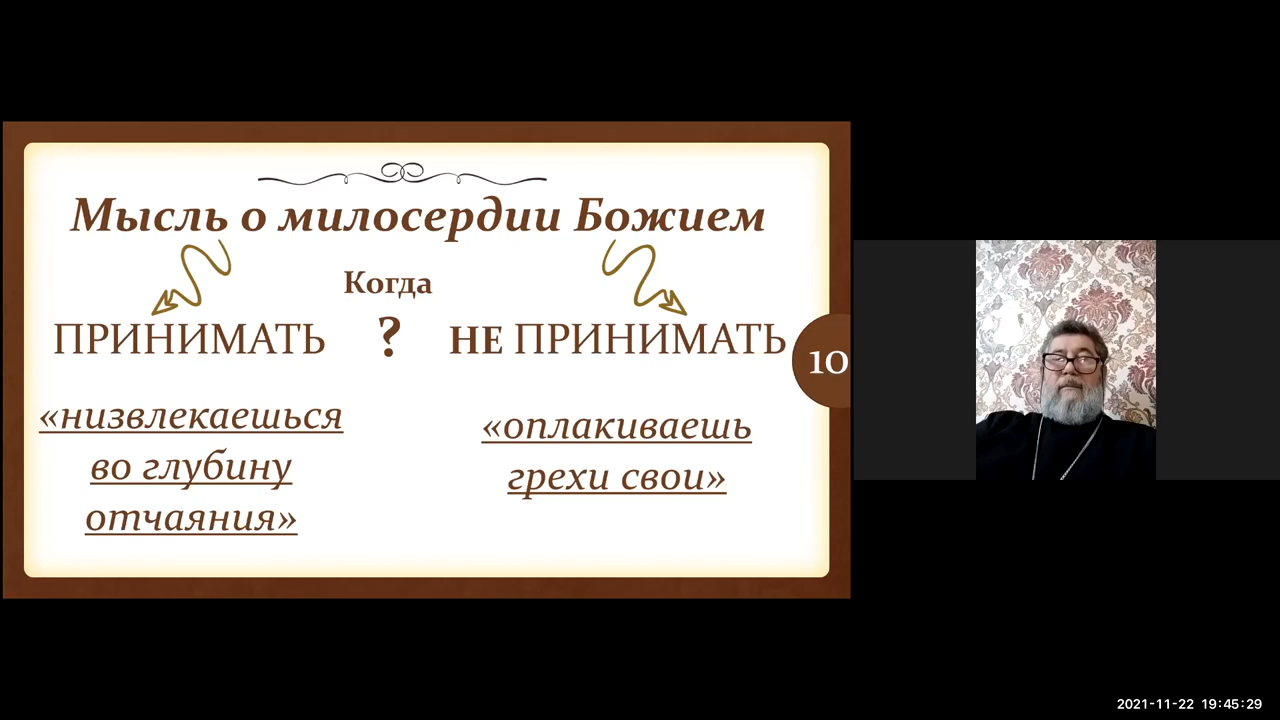 Мысль о милосердии Божием
Когда
ПРИНИМАТЬ ? НЕ ПРИНИМАТЬ
10
«низвлекаешься
во глубину
отчаяния»
«оплакиваешь
грехи свои»
2021-11-22 19:45:29